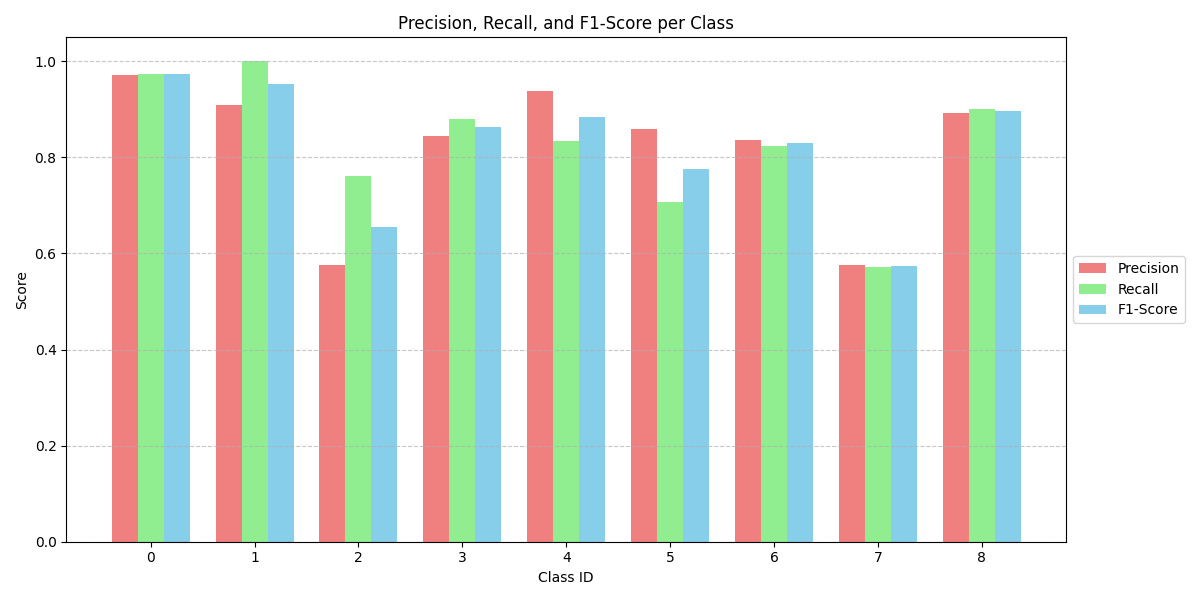 Precision, Recall, and F1-Score per Class
1.0
0.8
0.6
0.4
0.2
0.0
Score
0 1 2 3 4 5 6 7 8
Class ID
Precision
Recall
F1-Score